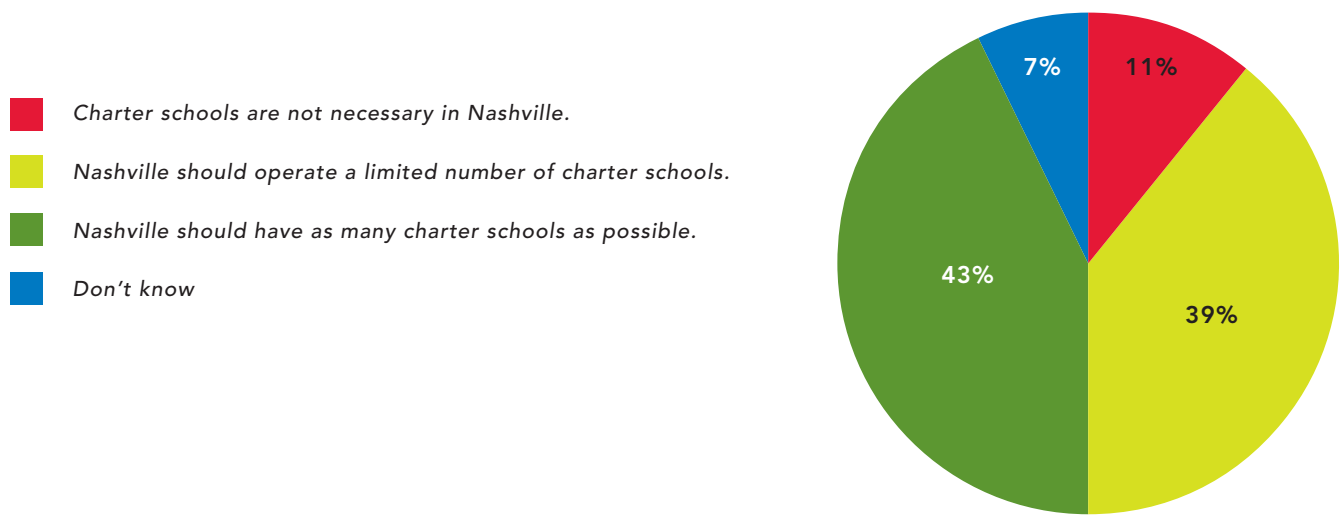 Charter schools are not necessary in Nashville.
Nashville should operate a limited number of charter schools.
Nashville should have as many charter schools as possible.
Don't know
7%
11%
43%
39%